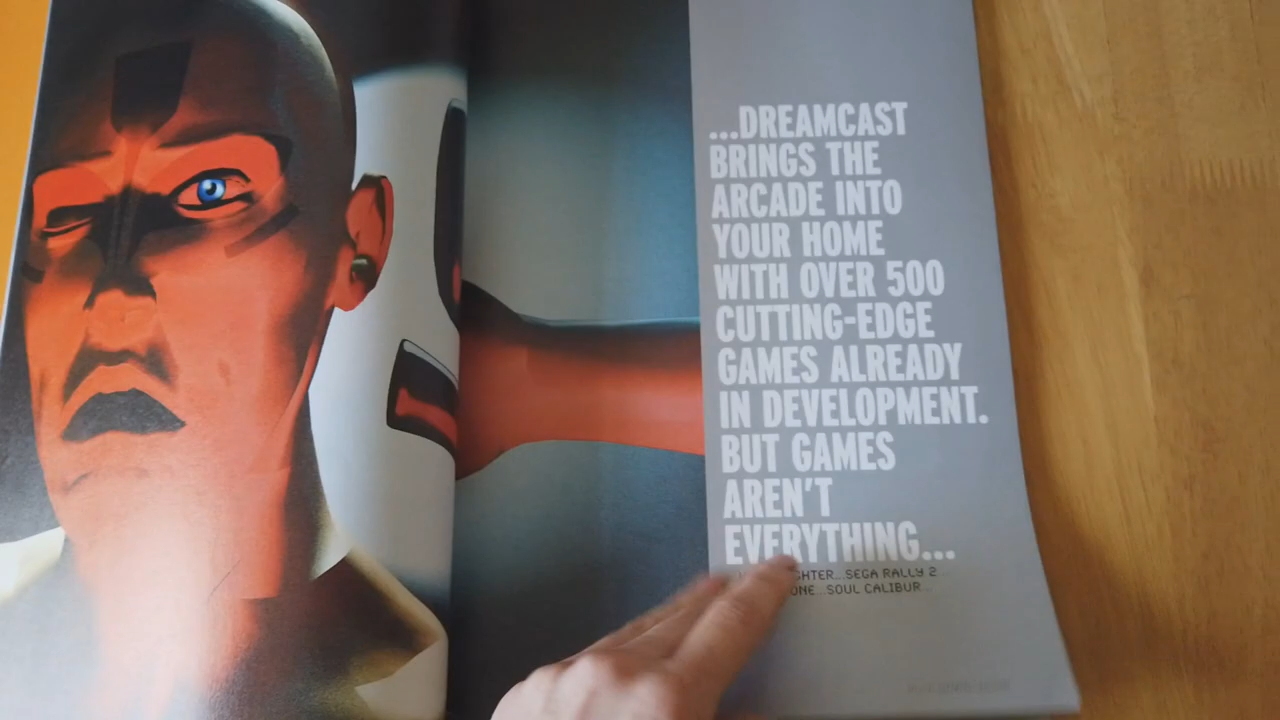 ...DREAMCAST
BRINGS THE
ARCADE INTO
YOUR HOME
WITH OVER 500
CUTTING-EDGE
GAMES ALREADY
IN DEVELOPMENT.
BUT GAMES
AREN'T
EVERYTHING...
SEGA RALLY 2...
SOUL CALIBUR...